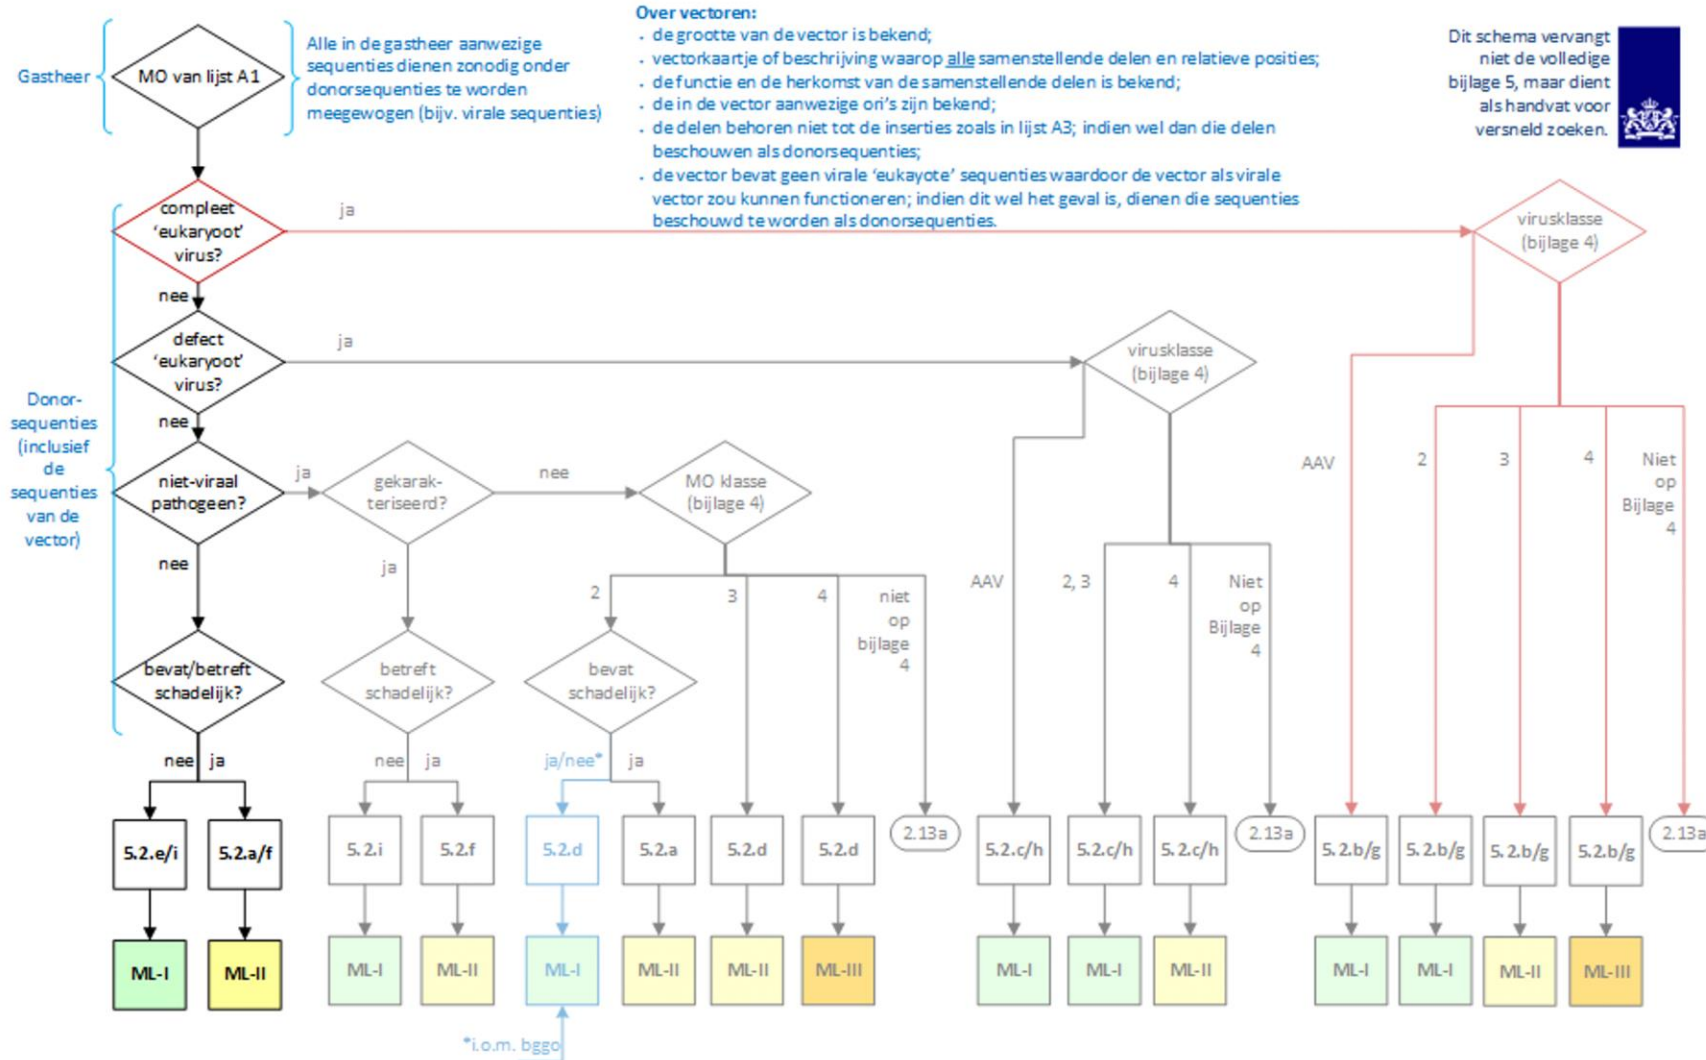 Over vectoren:
. de grootte van de vector is bekend;
. vectorkaartje of beschrijving waarop alle samenstellende delen en relatieve posities;
. de functie en de herkomst van de samenstellende delen is bekend;
. de in de vector aanwezige ori's zijn bekend;
. de delen behoren niet tot de inserties zoals in lijst A3; indien wel dan die delen
beschouwen als donorsequenties;
. de vector bevat geen virale 'eukayote' sequenties waardoor de vector als virale
vector zou kunnen functioneren; indien dit wel het geval is, dienen die sequenties
beschouwd te worden als donorsequenties.
Dit schema vervangt
niet de volledige
bijlage 5, maar dient
als handvat voor
versneld zoeken.
Gastheer
MO van lijst A1
Alle in de gastheer aanwezige
sequenties dienen zonodig onder
donorsequenties te worden
meegewogen (bijv. virale sequenties)
compleet
'eukaryoot'
virus?
ja
virusklasse
(bijlage 4)
nee
defect
'eukaryoot'
virus?
ja
virusklasse
(bijlage 4)
nee
Donor-
sequenties
(inclusief
de
sequenties
van de
vector)
niet-viraal
pathogeen?
ja
gekarak-
teriseerd?
nee
MO klasse
(bijlage 4)
AAV
2
3
4
Niet
op
Bijlage
4
nee
ja
2
3
4
niet
op
bijlage
4
AAV
2, 3
4
Niet
op
Bijlage
4
bevat/betreft
schadelijk?
betreft
schadelijk?
bevat
schadelijk?
nee
ja
nee
ja
ja/nee*
ja
5.2.e/i
5.2.a/f
5.2.i
5.2.f
5.2.d
5.2.a
5.2.d
5.2.d
2.13a
5.2.c/h
5.2.c/h
5.2.c/h
2.13a
5.2.b/g
5.2.b/g
5.2.b/g
5.2.b/g
2.13a
ML-I
ML-II
ML-I
ML-II
ML-I
ML-II
ML-II
ML-III
ML-I
ML-I
ML-II
ML-I
ML-I
ML-II
ML-III
*i.o.m. bggo